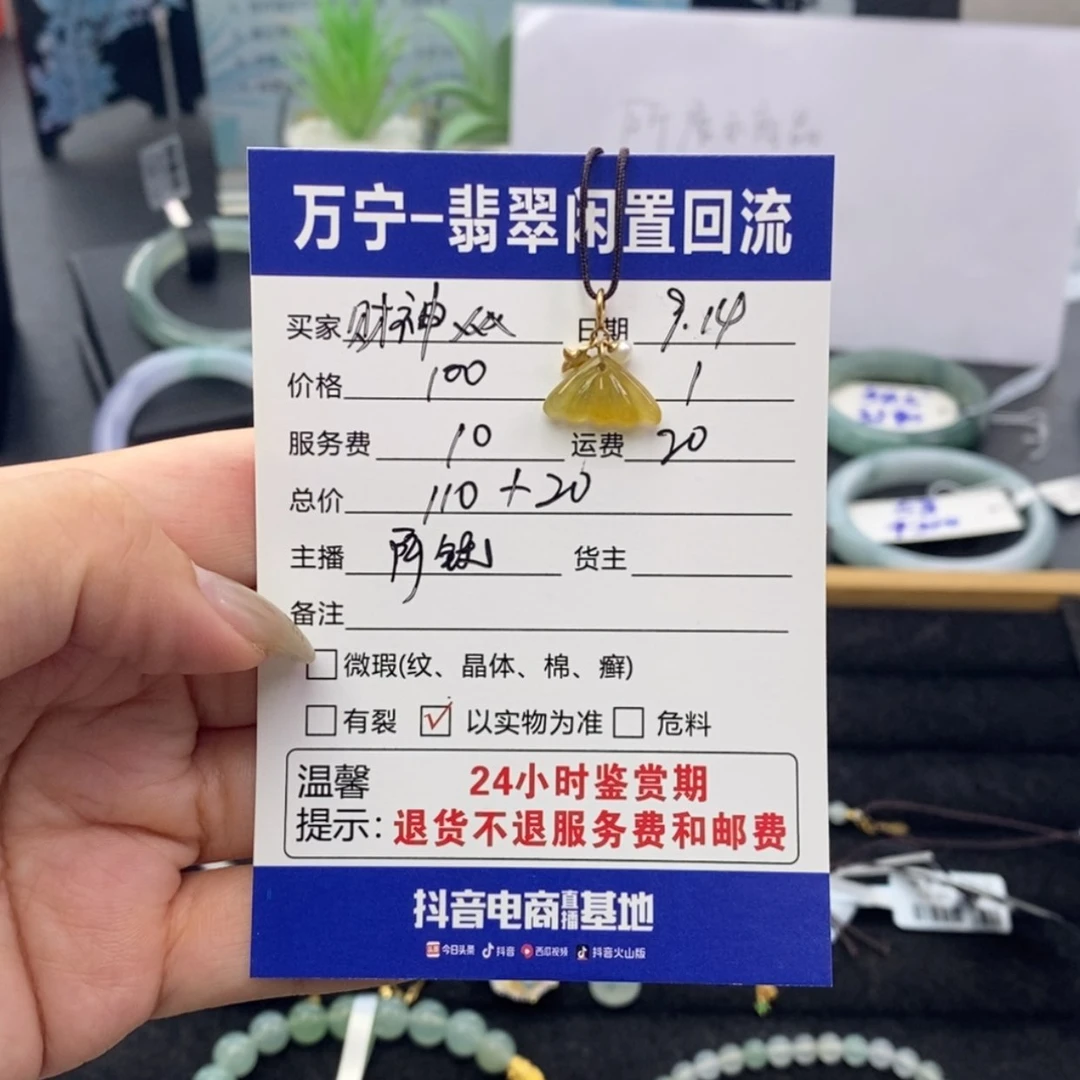 万宁-翡翠闲置回流
买家 财神 日期 9.14
价格 100 1
服务费 10 运费 20
总价 110+20
主播 货主
备注
微瑕(纹、晶体、棉、癣)
有裂 ☑ 以实物为准 危料
温馨 24小时鉴赏期
提示: 退货不退服务费和邮费
抖音电商直播基地
头条 今日头条 抖音 西瓜视频 抖音火山版